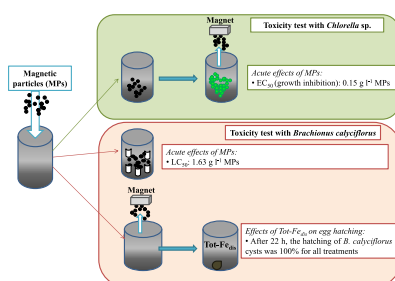 Magnet
Toxicity test with Chlorella sp.
Magnetic
particles (MPs)
Acute effects of MPs:
• EC50 (growth inhibition): 0.15 g l-1 MPs
Toxicity test with Brachionus calyciflorus
Acute effects of MPs:
• LC50: 1.63 g l-1 MPs
Magnet
Tot-Fedis
Effects of Tot-Fedis on egg hatching:
• After 22 h, the hatching of B. calyciflorus
cysts was 100% for all treatments